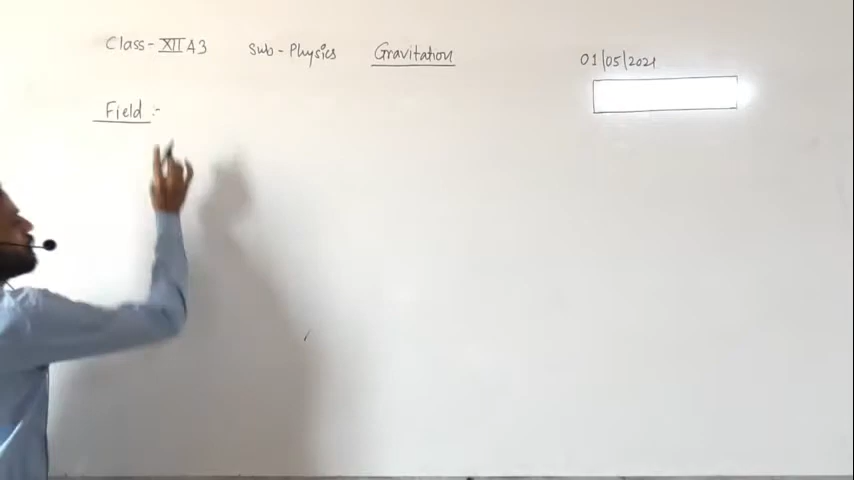 Class - XII A3 Sub - Physics Gravitation 01/05/2021
Field :-